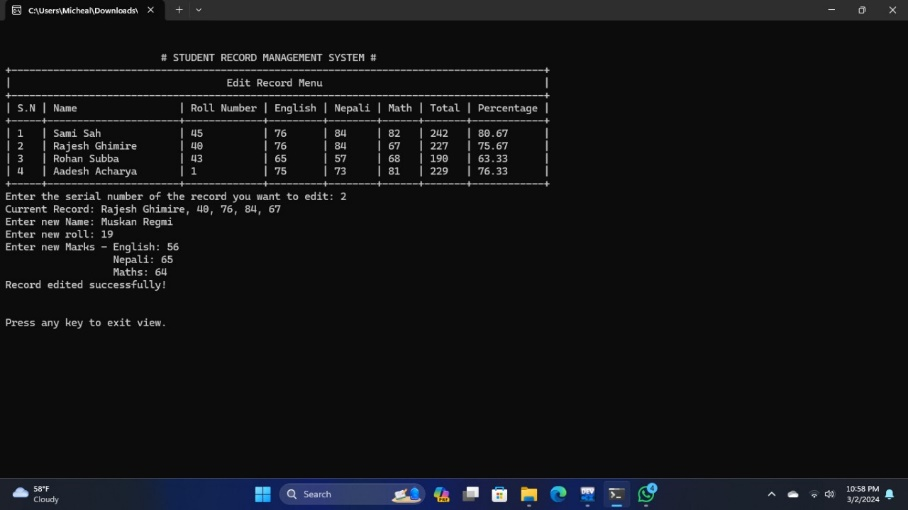 C:\Users\Micheal\Downloads\
# STUDENT RECORD MANAGEMENT SYSTEM #
Edit Record Menu
| S.N | Name | Roll Number | English | Nepali | Math | Total | Percentage |
| 1 | Sami Sah | 45 | 76 | 84 | 82 | 242 | 80.67 |
| 2 | Rajesh Ghimire | 40 | 76 | 84 | 67 | 227 | 75.67 |
| 3 | Rohan Subba | 43 | 65 | 57 | 68 | 190 | 63.33 |
| 4 | Aadesh Acharya | 1 | 75 | 73 | 81 | 229 | 76.33 |
Enter the serial number of the record you want to edit: 2
Current Record: Rajesh Ghimire, 40, 76, 84, 67
Enter new Name: Muskan Regmi
Enter new roll: 19
Enter new Marks - English: 56
Nepali: 65
Maths: 64
Record edited successfully!
Press any key to exit view.
58°F
Cloudy
Search
DEV
4
10:58 PM
3/2/2024